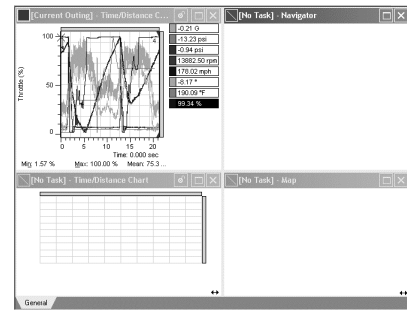 [Current Outing] - Time/Distance C...
[No Task] - Navigator
100
50
0
Throttle (%)
4
0 5 10 15 20
Time: 0.000 sec
Min: 1.57 % Max: 100.00 % Mean: 75.3 ...
-0.21 G
-13.23 psi
-0.94 psi
13882.50 rpm
178.02 mph
-8.17 °
190.09 °F
99.34 %
[No Task] - Time/Distance Chart
[No Task] - Map
General